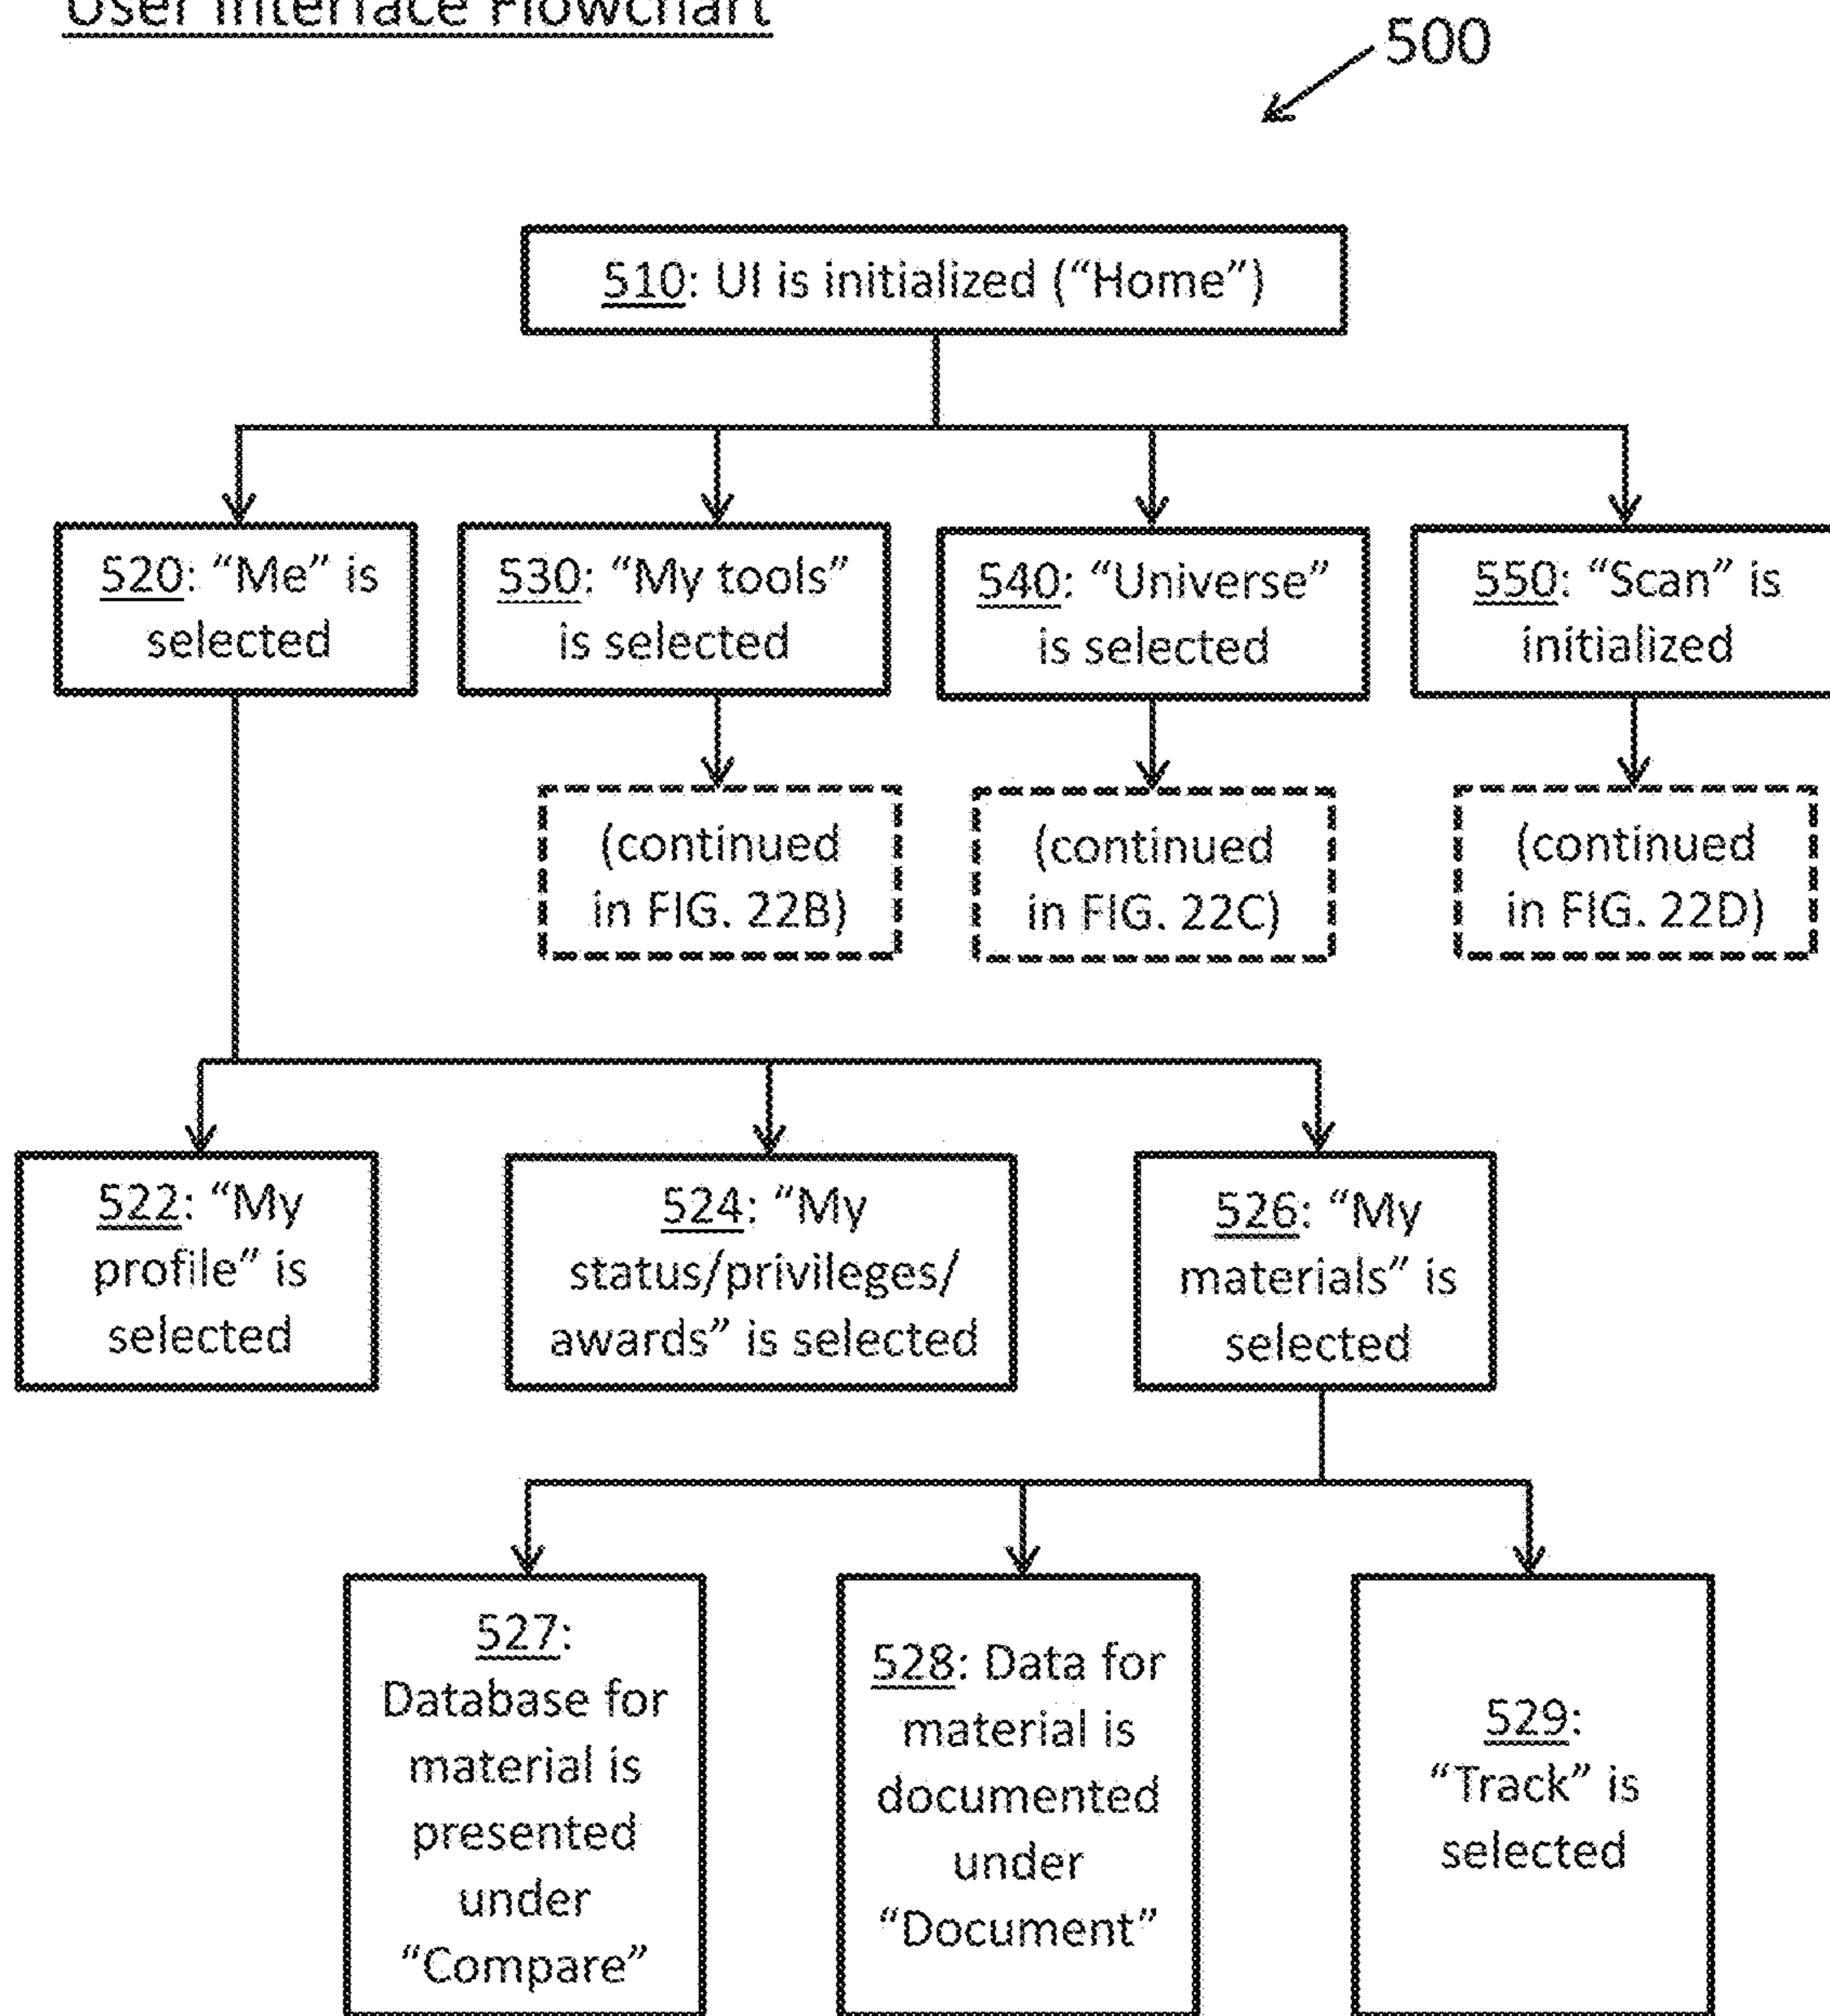 User Interface Flowchart
500
510: UI is initialized (“Home”)
520: “Me” is
selected
530: “My tools”
is selected
540: “Universe”
is selected
550: “Scan” is
initialized
(continued
in FIG. 22B)
(continued
in FIG. 22C)
(continued
in FIG. 22D)
522: “My
profile” is
selected
524: “My
status/privileges/
awards” is selected
526: “My
materials” is
selected
527:
Database for
material is
presented
under
“Compare”
528: Data for
material is
documented
under
“Document”
529:
“Track” is
selected